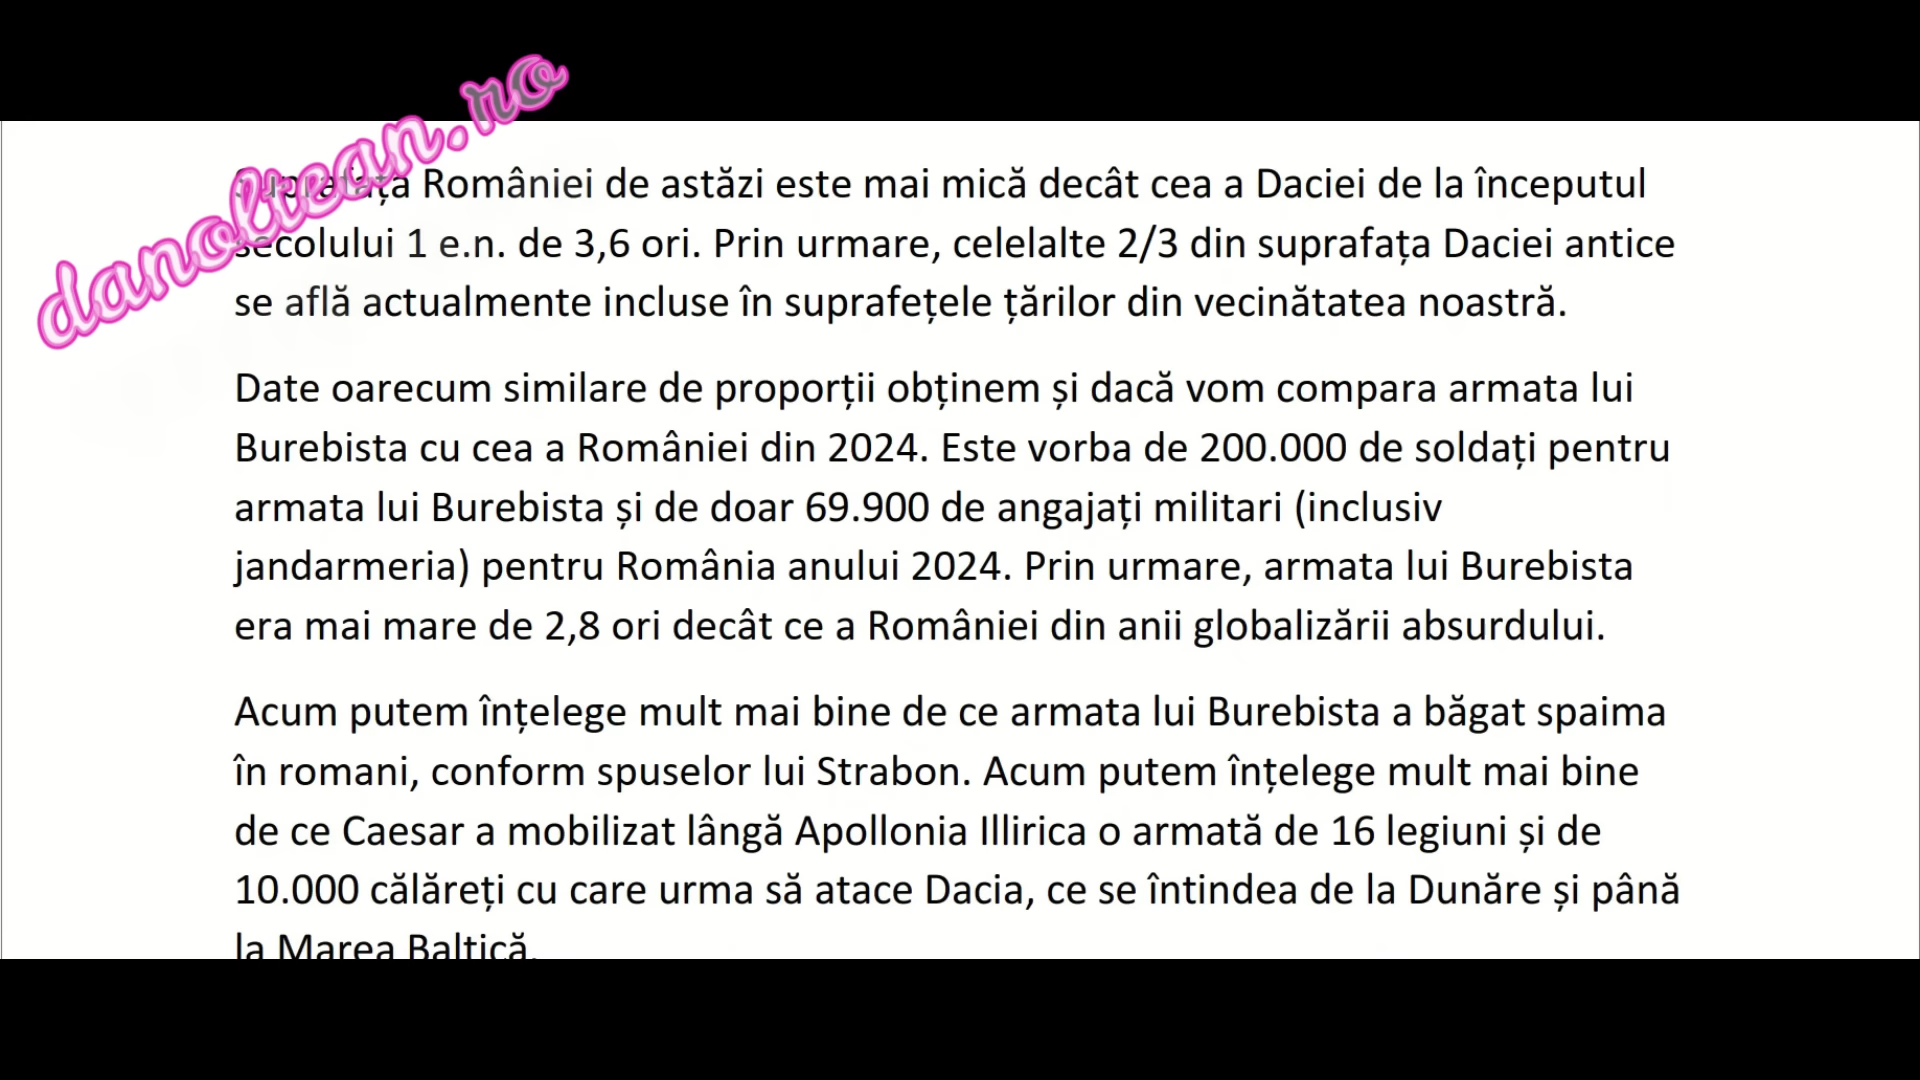 danoltean.ro
Suprafața României de astăzi este mai mică decât cea a Daciei de la începutul
secolului 1 e.n. de 3,6 ori. Prin urmare, celelalte 2/3 din suprafața Daciei antice
se află actualmente incluse în suprafețele țărilor din vecinătatea noastră.
Date oarecum similare de proporții obținem și dacă vom compara armata lui
Burebista cu cea a României din 2024. Este vorba de 200.000 de soldați pentru
armata lui Burebista și de doar 69.900 de angajați militari (inclusiv
jandarmeria) pentru România anului 2024. Prin urmare, armata lui Burebista
era mai mare de 2,8 ori decât ce a României din anii globalizării absurdului.
Acum putem înțelege mult mai bine de ce armata lui Burebista a băgat spaima
în romani, conform spuselor lui Strabon. Acum putem înțelege mult mai bine
de ce Caesar a mobilizat lângă Apollonia Illirica o armată de 16 legiuni și de
10.000 călăreți cu care urma să atace Dacia, ce se întindea de la Dunăre și până
la Marea Baltică.